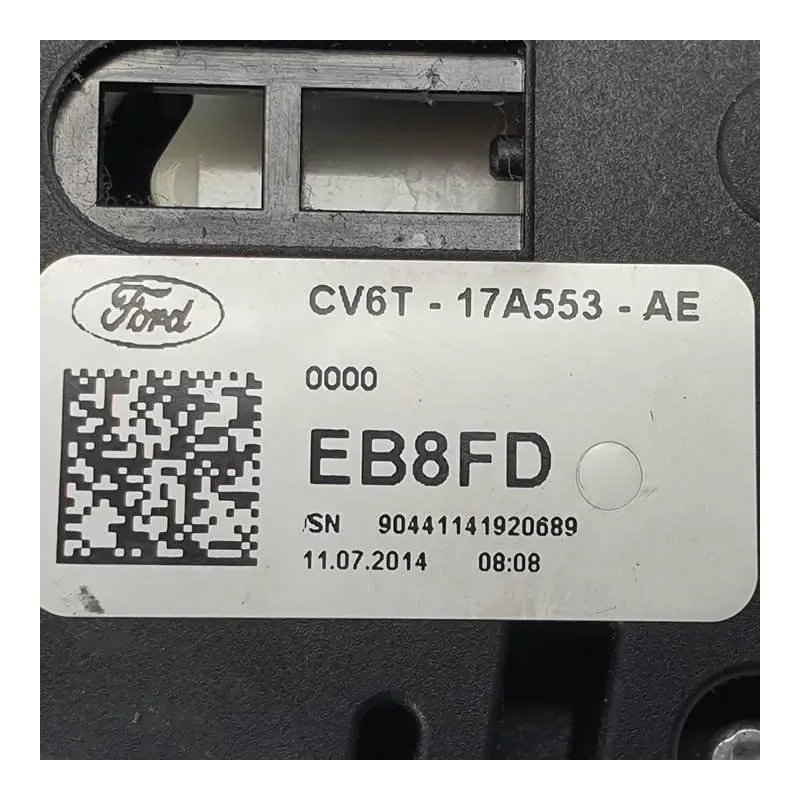 Ford
CV6T - 17A553 - AE
0000
EB8FD
SN 90441141920689
11.07.2014 08:08